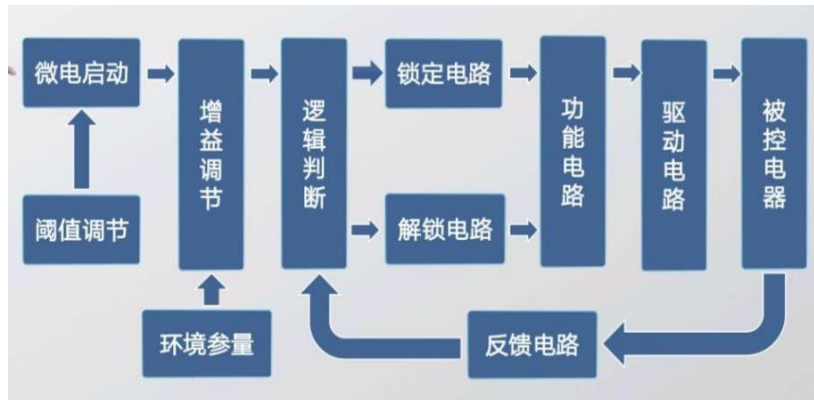 微电启动
增益调节
逻辑判断
锁定电路
功能电路
驱动电路
被控电器
阈值调节
解锁电路
环境参量
反馈电路